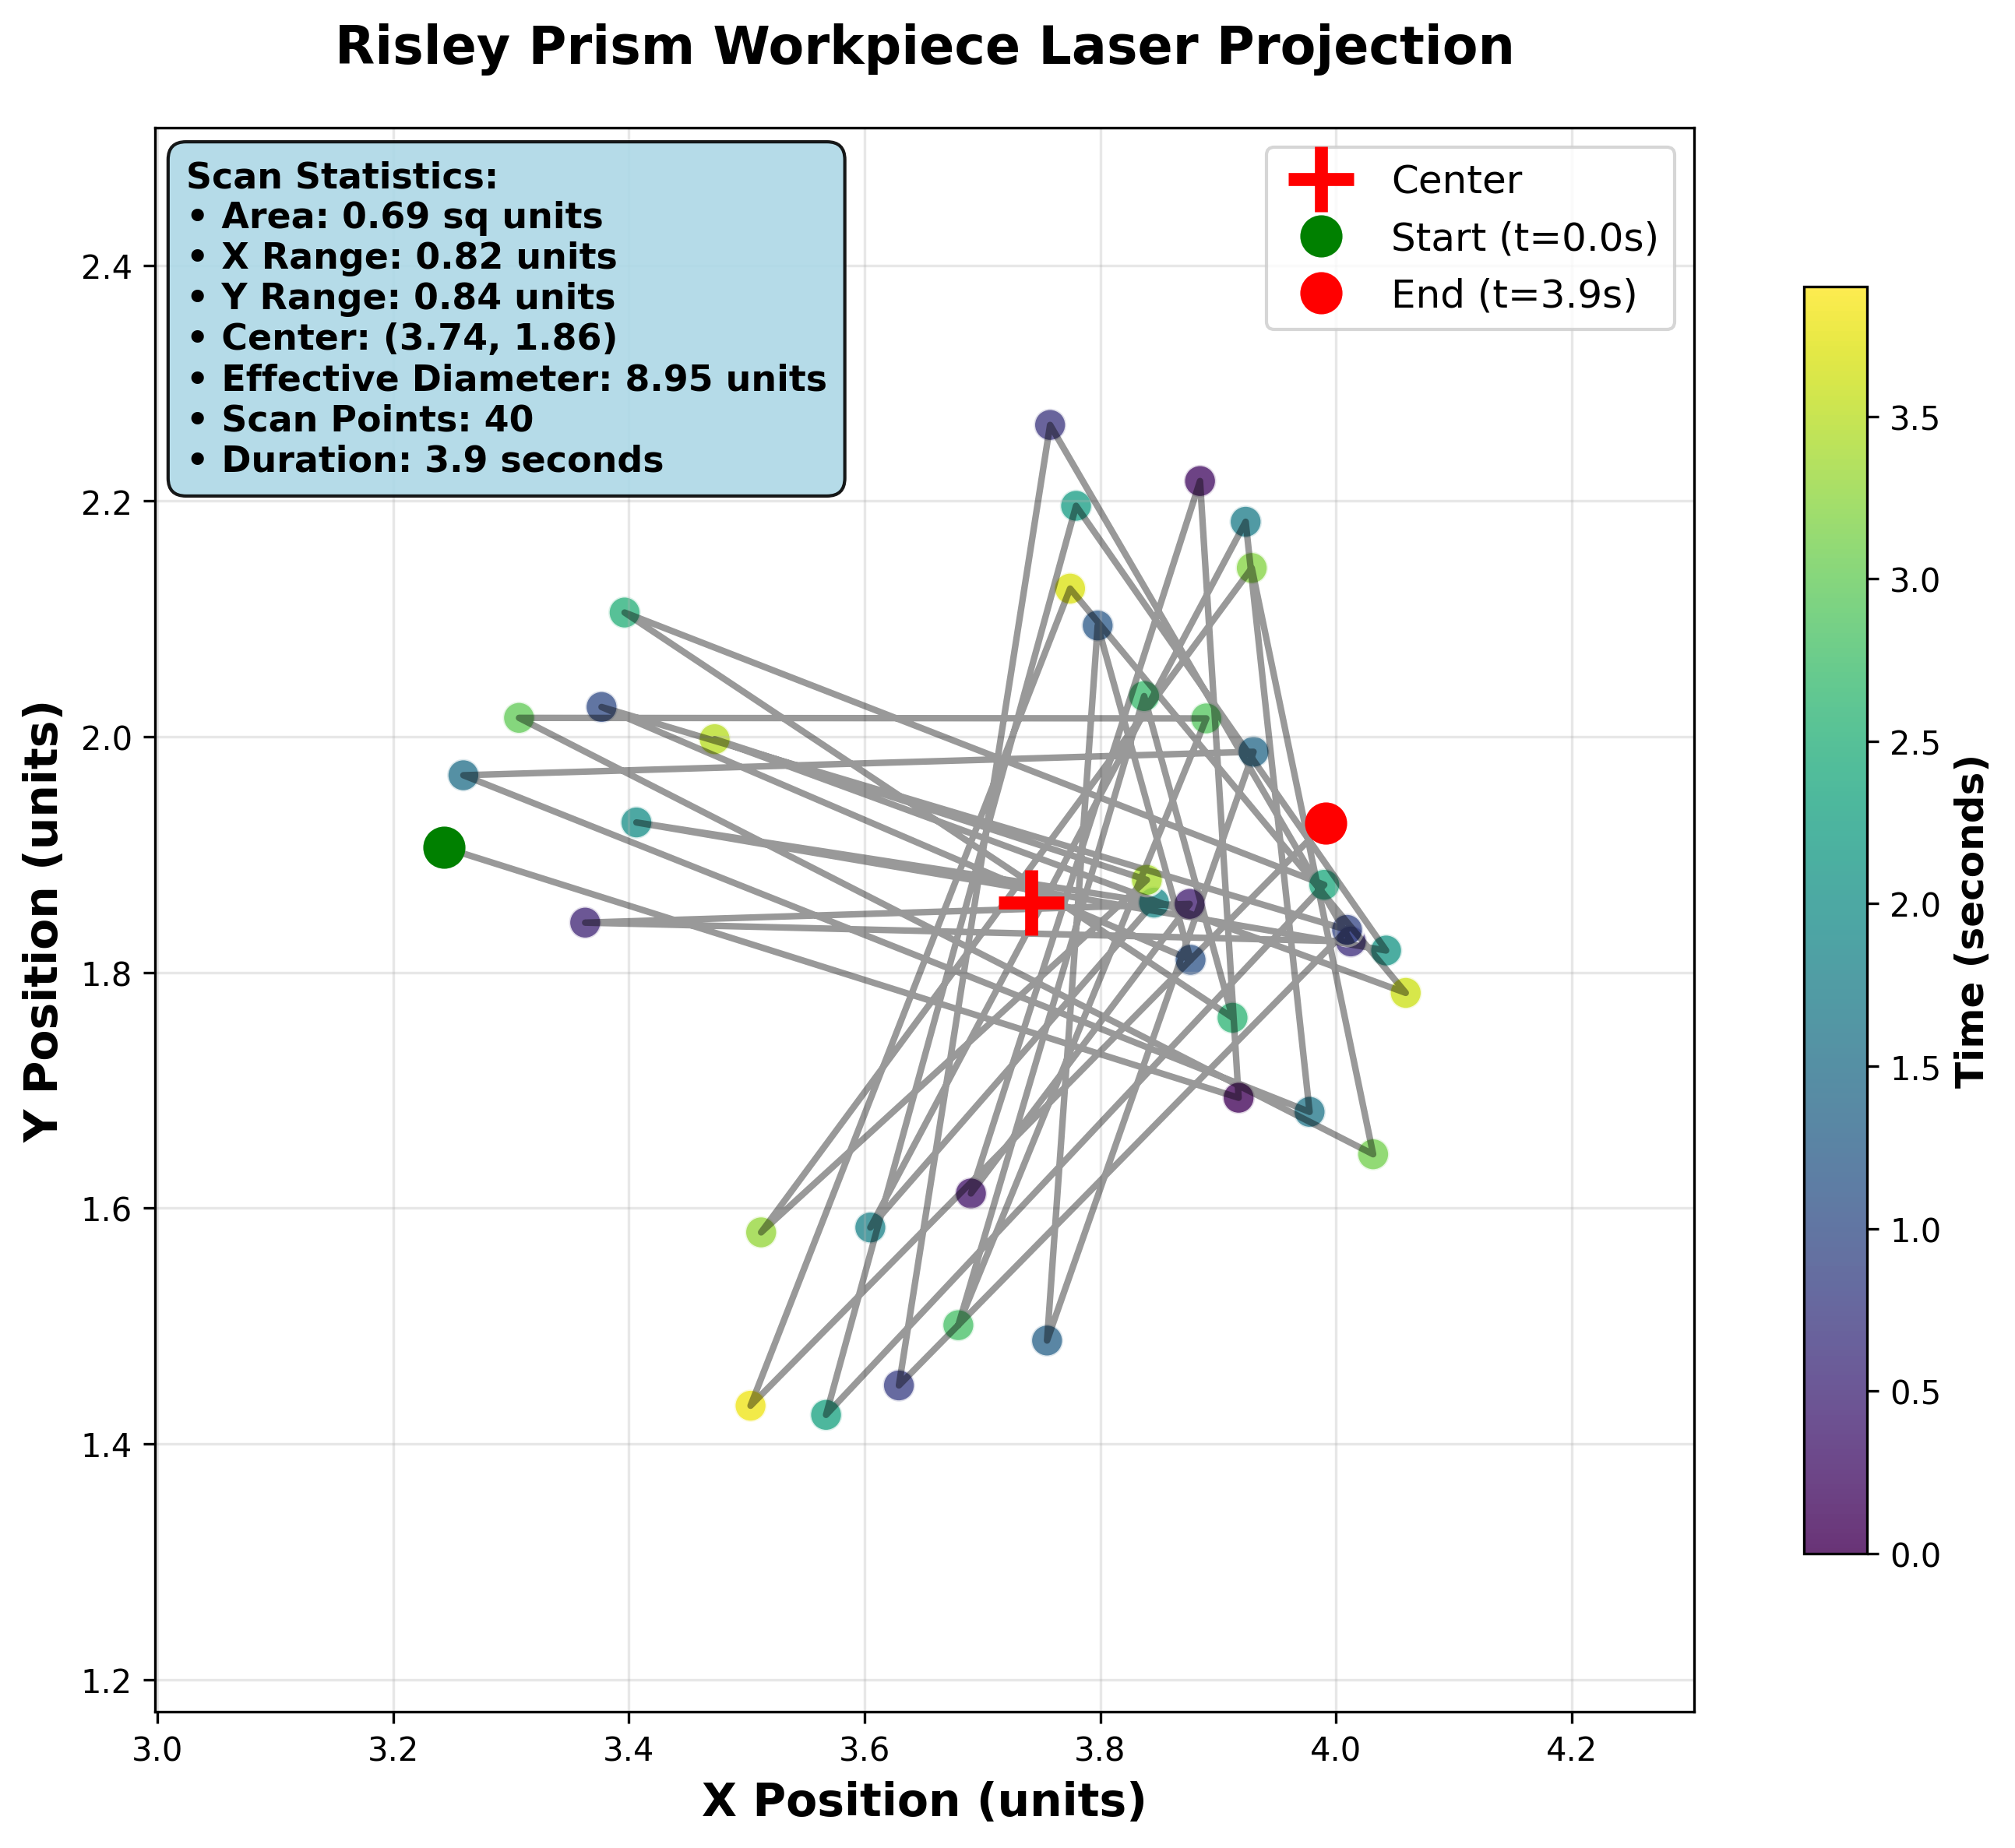 Risley Prism Workpiece Laser Projection
Scan Statistics:
• Area: 0.69 sq units
• X Range: 0.82 units
• Y Range: 0.84 units
• Center: (3.74, 1.86)
• Effective Diameter: 8.95 units
• Scan Points: 40
• Duration: 3.9 seconds
Center
Start (t=0.0s)
End (t=3.9s)
Y Position (units)
2.4
2.2
2.0
1.8
1.6
1.4
1.2
3.0 3.2 3.4 3.6 3.8 4.0 4.2
X Position (units)
3.5
3.0
2.5
2.0
1.5
1.0
0.5
0.0
Time (seconds)